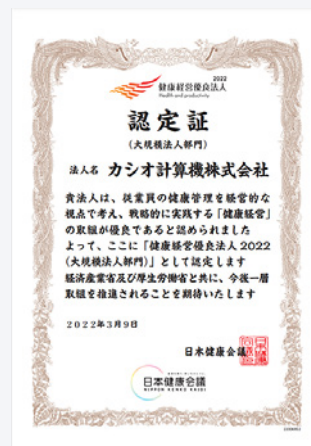 2022
健康経営優良法人
Health and productivity
認定証
(大規模法人部門)
法人名 カシオ計算機株式会社
貴法人は、従業員の健康管理を経営的な
視点で考え、戦略的に実践する「健康経営」
の取組が優良であると認められました
よって、ここに「健康経営優良法人2022
(大規模法人部門)」として認定します
経済産業省及び厚生労働省と共に、今後一層
取組を推進されることを期待いたします
2022年3月9日
日本健康会議
日本健康会議
NIPPON KENKO KAIGI